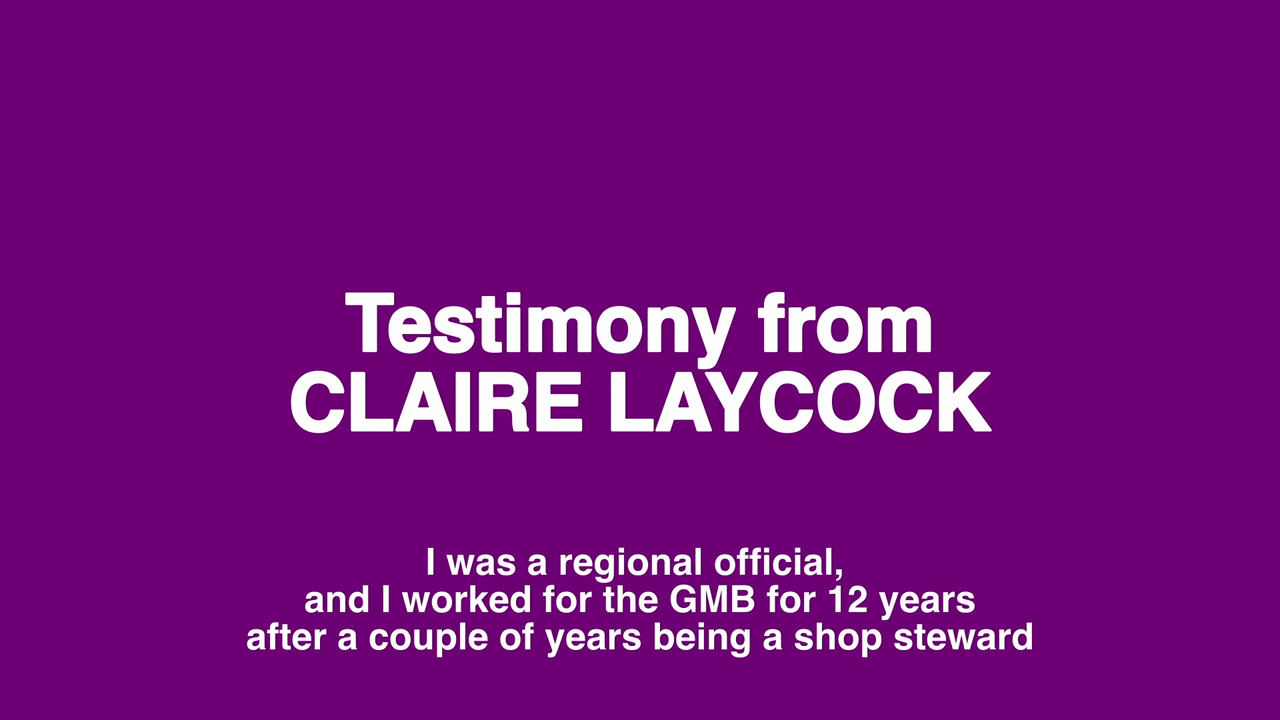 Testimony from
CLAIRE LAYCOCK
I was a regional official,
and I worked for the GMB for 12 years
after a couple of years being a shop steward